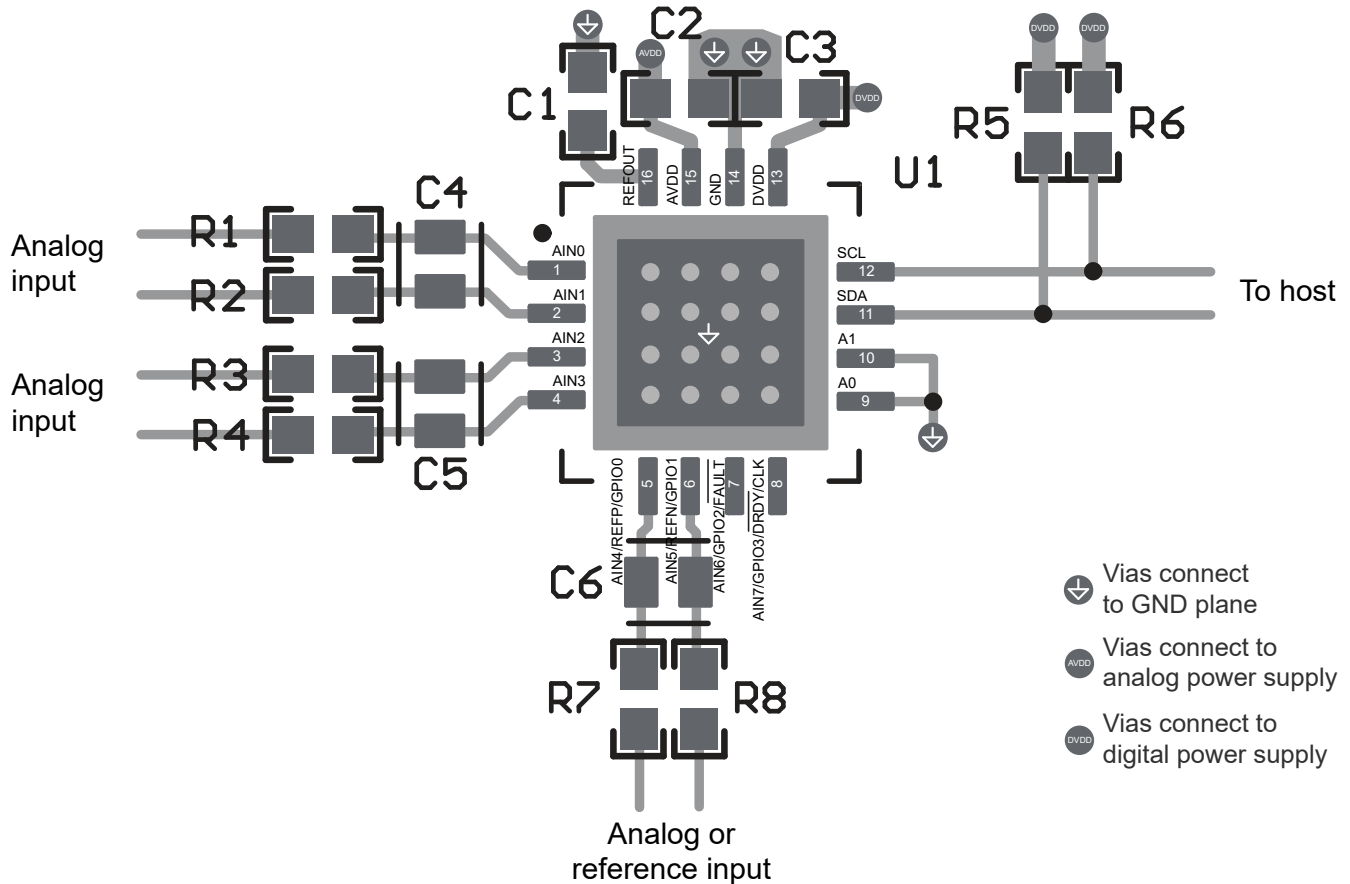 C2
C3
AVDD
DVDD
DVDD
DVDD
C1
R5
R6
REFOUT
AVDD
GND
DVDD
16
15
14
13
U1
C4
R1
R2
Analog
input
AIN0
1
AIN1
2
AIN2
3
AIN3
4
SCL
12
SDA
11
A1
10
A0
9
To host
Analog
input
R3
R4
C5
AIN4/REFP/GPIO0
5
AIN5/REFN/GPIO1
6
AIN6/GPIO2/FAULT
7
AIN7/GPIO3/DRDY/CLK
8
C6
R7
R8
Analog or
reference input
Vias connect
to GND plane
AVDD
Vias connect to
analog power supply
DVDD
Vias connect to
digital power supply